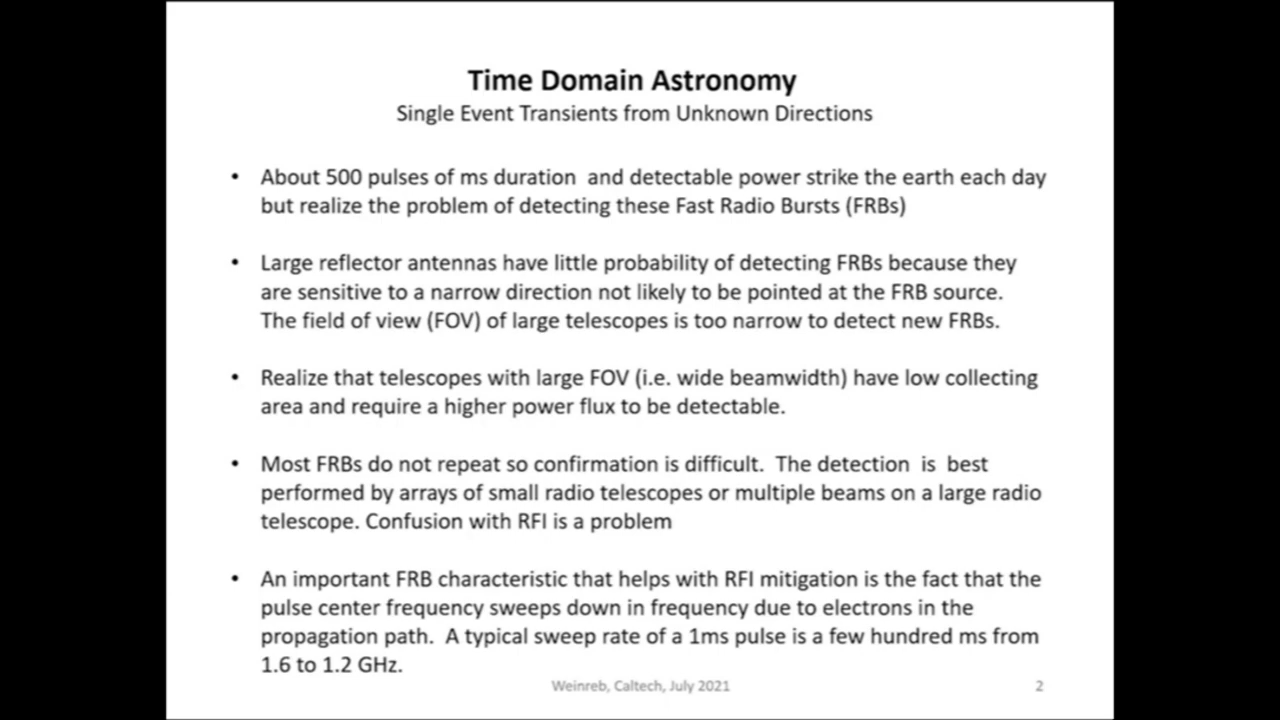 Time Domain Astronomy
Single Event Transients from Unknown Directions
• About 500 pulses of ms duration and detectable power strike the earth each day
but realize the problem of detecting these Fast Radio Bursts (FRBs)
• Large reflector antennas have little probability of detecting FRBs because they
are sensitive to a narrow direction not likely to be pointed at the FRB source.
The field of view (FOV) of large telescopes is too narrow to detect new FRBs.
• Realize that telescopes with large FOV (i.e. wide beamwidth) have low collecting
area and require a higher power flux to be detectable.
• Most FRBs do not repeat so confirmation is difficult. The detection is best
performed by arrays of small radio telescopes or multiple beams on a large radio
telescope. Confusion with RFI is a problem
• An important FRB characteristic that helps with RFI mitigation is the fact that the
pulse center frequency sweeps down in frequency due to electrons in the
propagation path. A typical sweep rate of a 1ms pulse is a few hundred ms from
1.6 to 1.2 GHz.
Weinreb, Caltech, July 2021
2